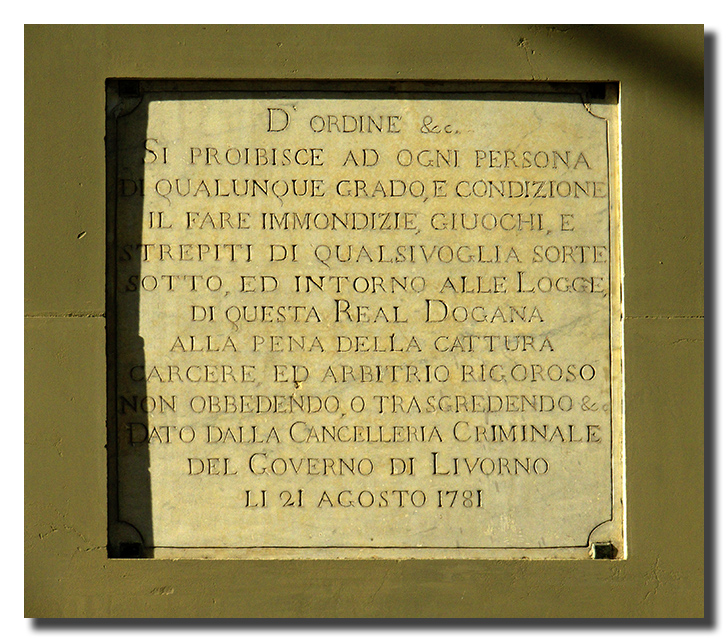 D' ORDINE &c.
SI PROIBISCE AD OGNI PERSONA
DI QUALUNQUE GRADO, E CONDIZIONE
IL FARE IMMONDIZIE, GIUOCHI, E
STREPITI DI QUALSIVOGLIA SORTE
SOTTO, ED INTORNO ALLE LOGGE,
DI QUESTA REAL DOGANA
ALLA PENA DELLA CATTURA
CARCERE, ED ARBITRIO RIGOROSO
NON OBBEDENDO, O TRASGREDENDO &c.
DATO DALLA CANCELLERIA CRIMINALE
DEL GOVERNO DI LIVORNO
LI 21 AGOSTO 1781